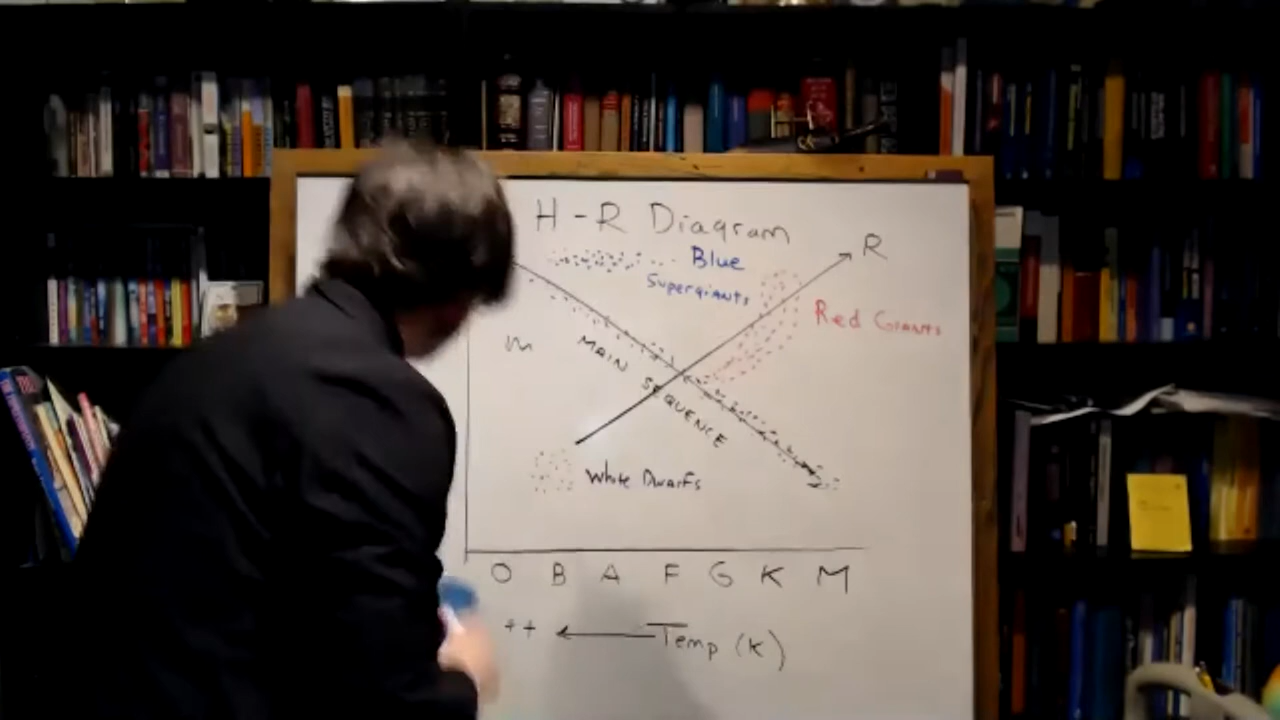 H-R Diagram
R
Blue
Supergiants
Red Giants
m
MAIN SEQUENCE
White Dwarfs
O B A F G K M
++ ← Temp (K)